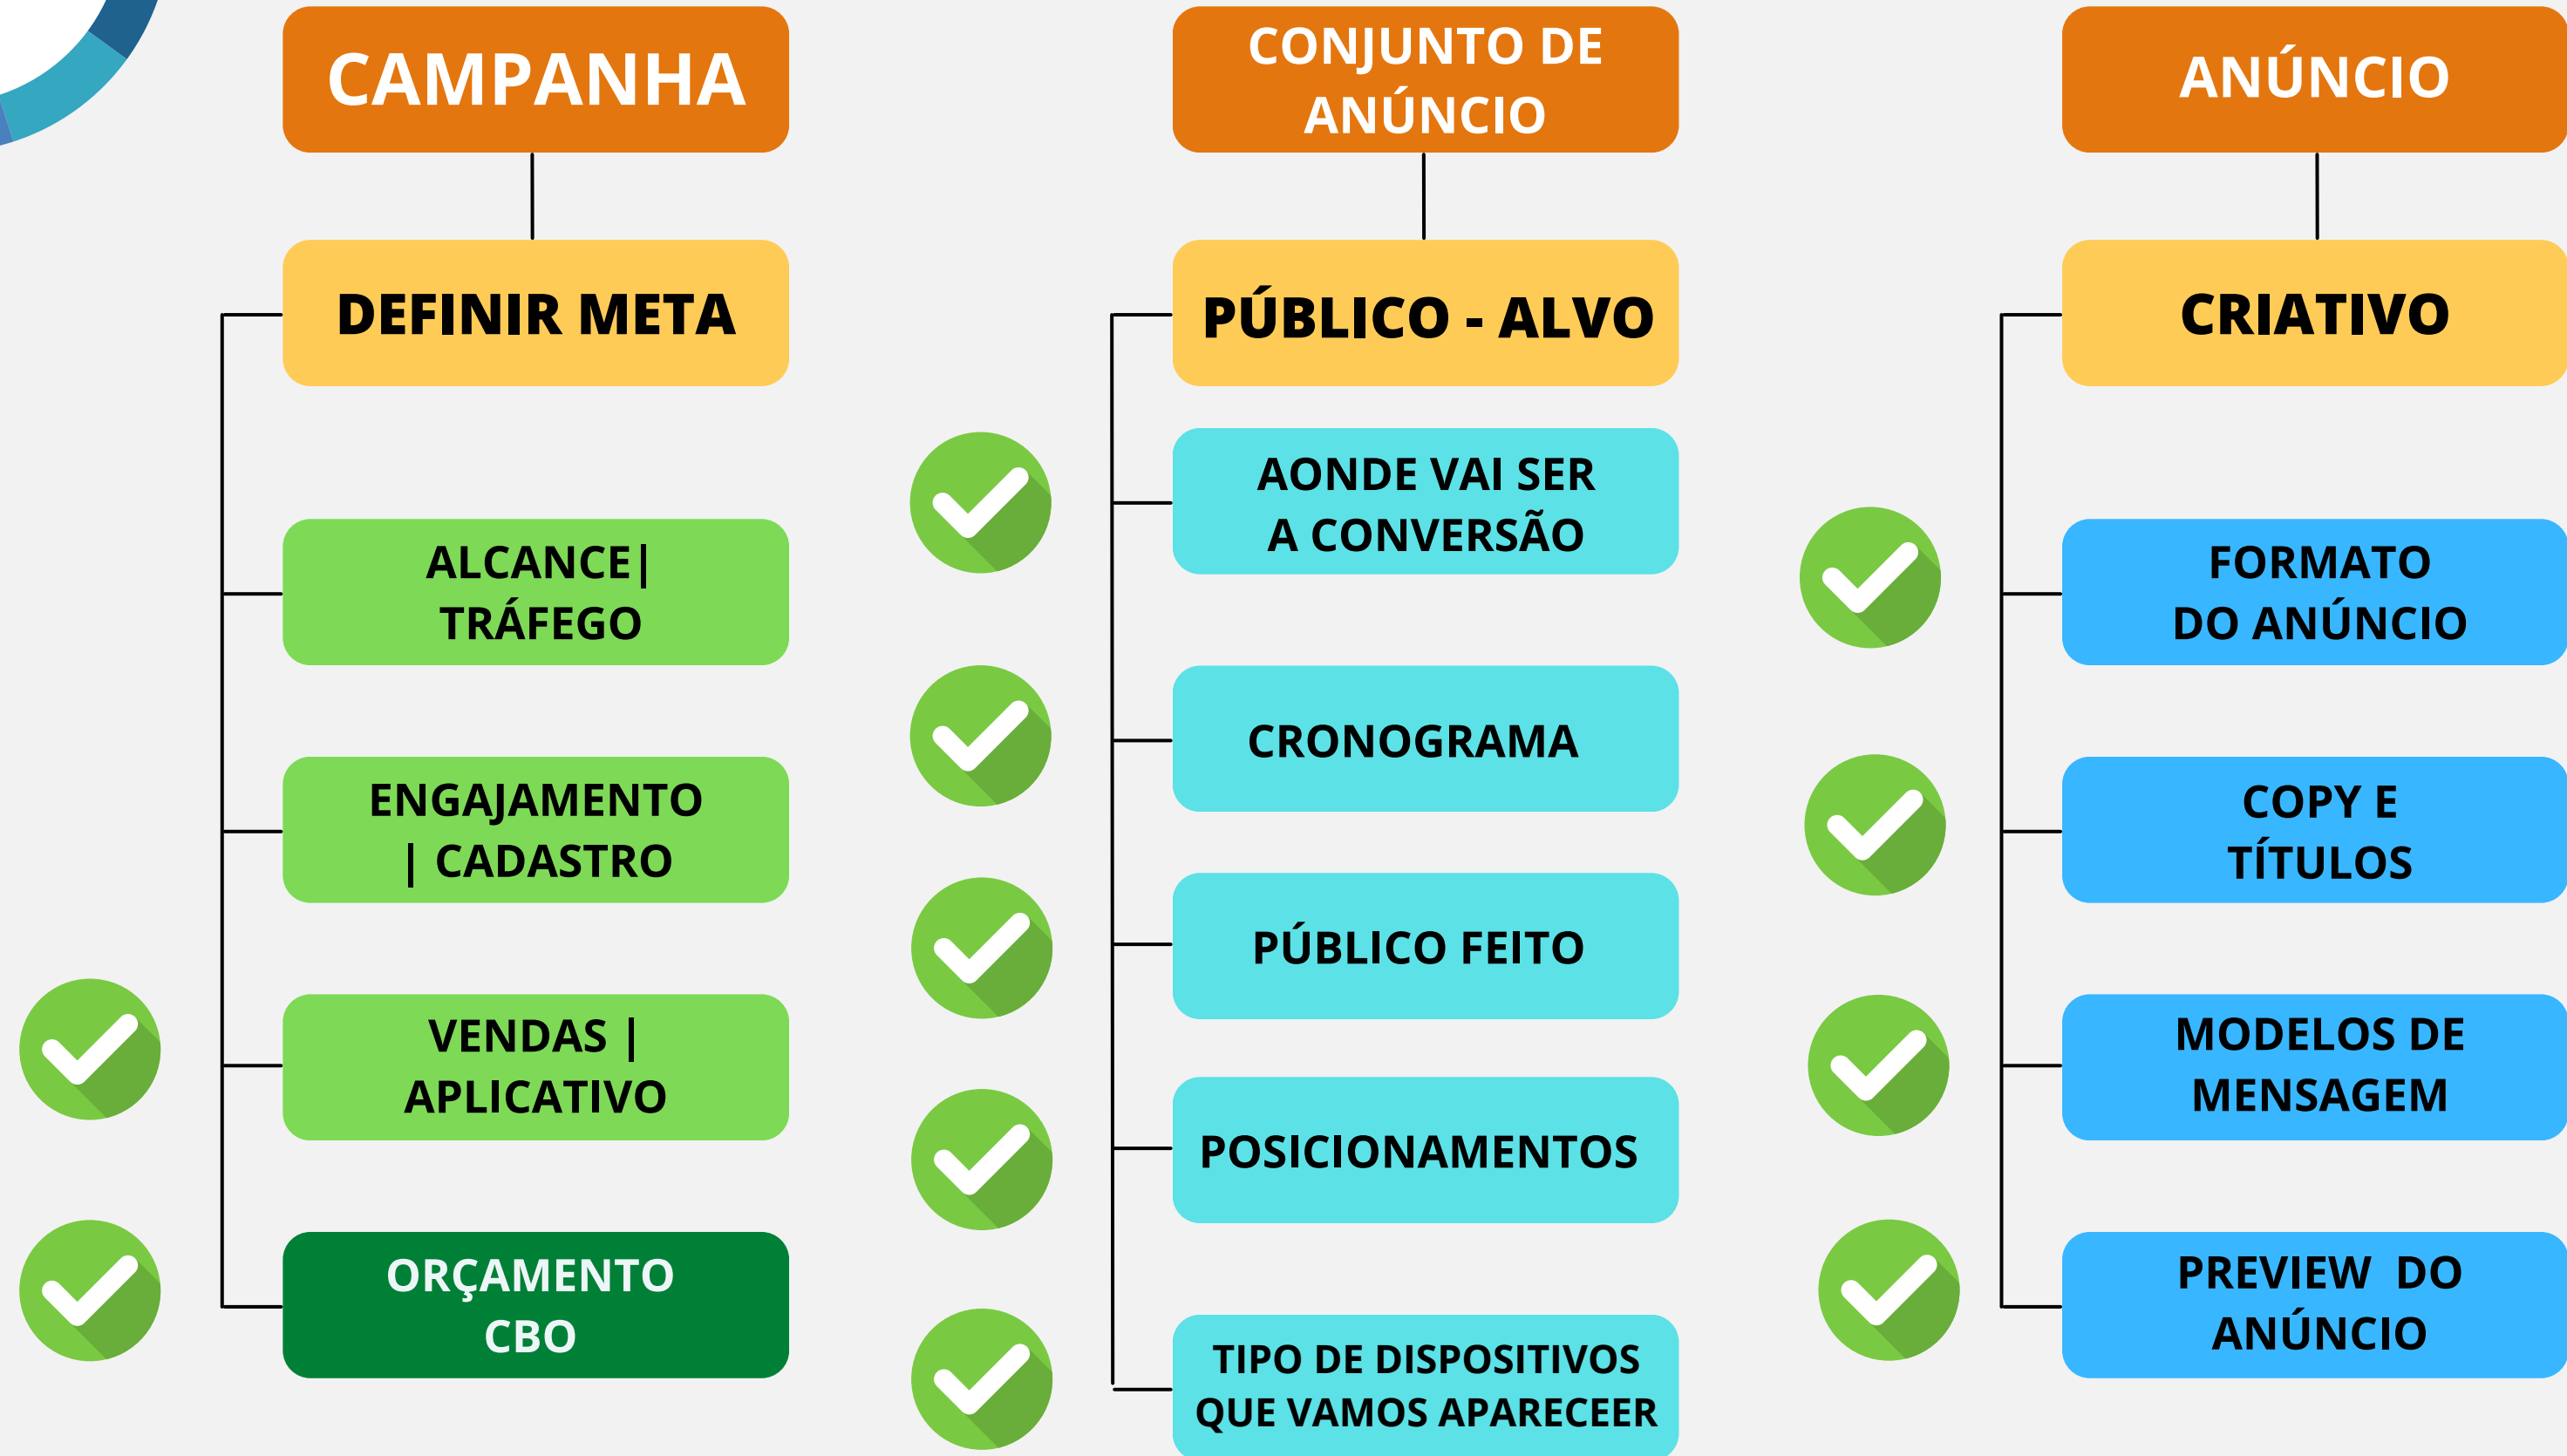 CAMPANHA
DEFINIR META
ALCANCE|
TRÁFEGO
ENGAJAMENTO
| CADASTRO
VENDAS |
APLICATIVO
ORÇAMENTO
CBO
CONJUNTO DE
ANÚNCIO
PÚBLICO - ALVO
AONDE VAI SER
A CONVERSÃO
CRONOGRAMA
PÚBLICO FEITO
POSICIONAMENTOS
TIPO DE DISPOSITIVOS
QUE VAMOS APARECEER
ANÚNCIO
CRIATIVO
FORMATO
DO ANÚNCIO
COPY E
TÍTULOS
MODELOS DE
MENSAGEM
PREVIEW DO
ANÚNCIO